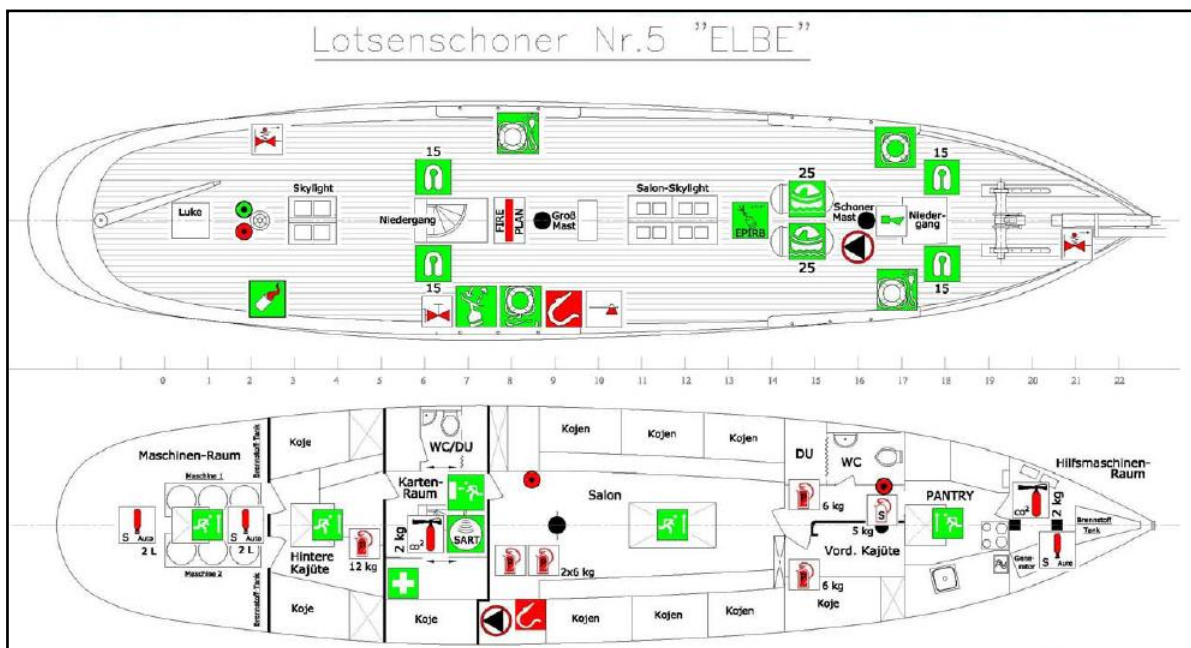 Lotsenschoner Nr.5 "ELBE"
15
15
25
Skylight
Salon-Skylight
Luke
Niedergang
FIRE PLAN
Groß Mast
EPIRB
Schoner Mast
Nieder-
gang
15
25
15
0 1 2 3 4 5 6 7 8 9 10 11 12 13 14 15 16 17 18 19 20 21 22
Maschinen-Raum
Brennstoff-Tank
Koje
WC/DU
Kojen
Kojen
Kojen
DU
WC
Hilfsmaschinen-
Raum
Maschine 1
Karten-
Raum
Salon
6 kg
S
5 kg
PANTRY
CO²
2 kg
Brennstoff
Tank
S Auto
2 L
S Auto
2 L
Hintere
Kajüte
12 kg
2 kg
CO²
SART
2x6 kg
Vord. Kajüte
6 kg
Gene-
rator
S Auto
Maschine 2
Brennstoff-Tank
Koje
Koje
Kojen
Kojen
Kojen
Koje